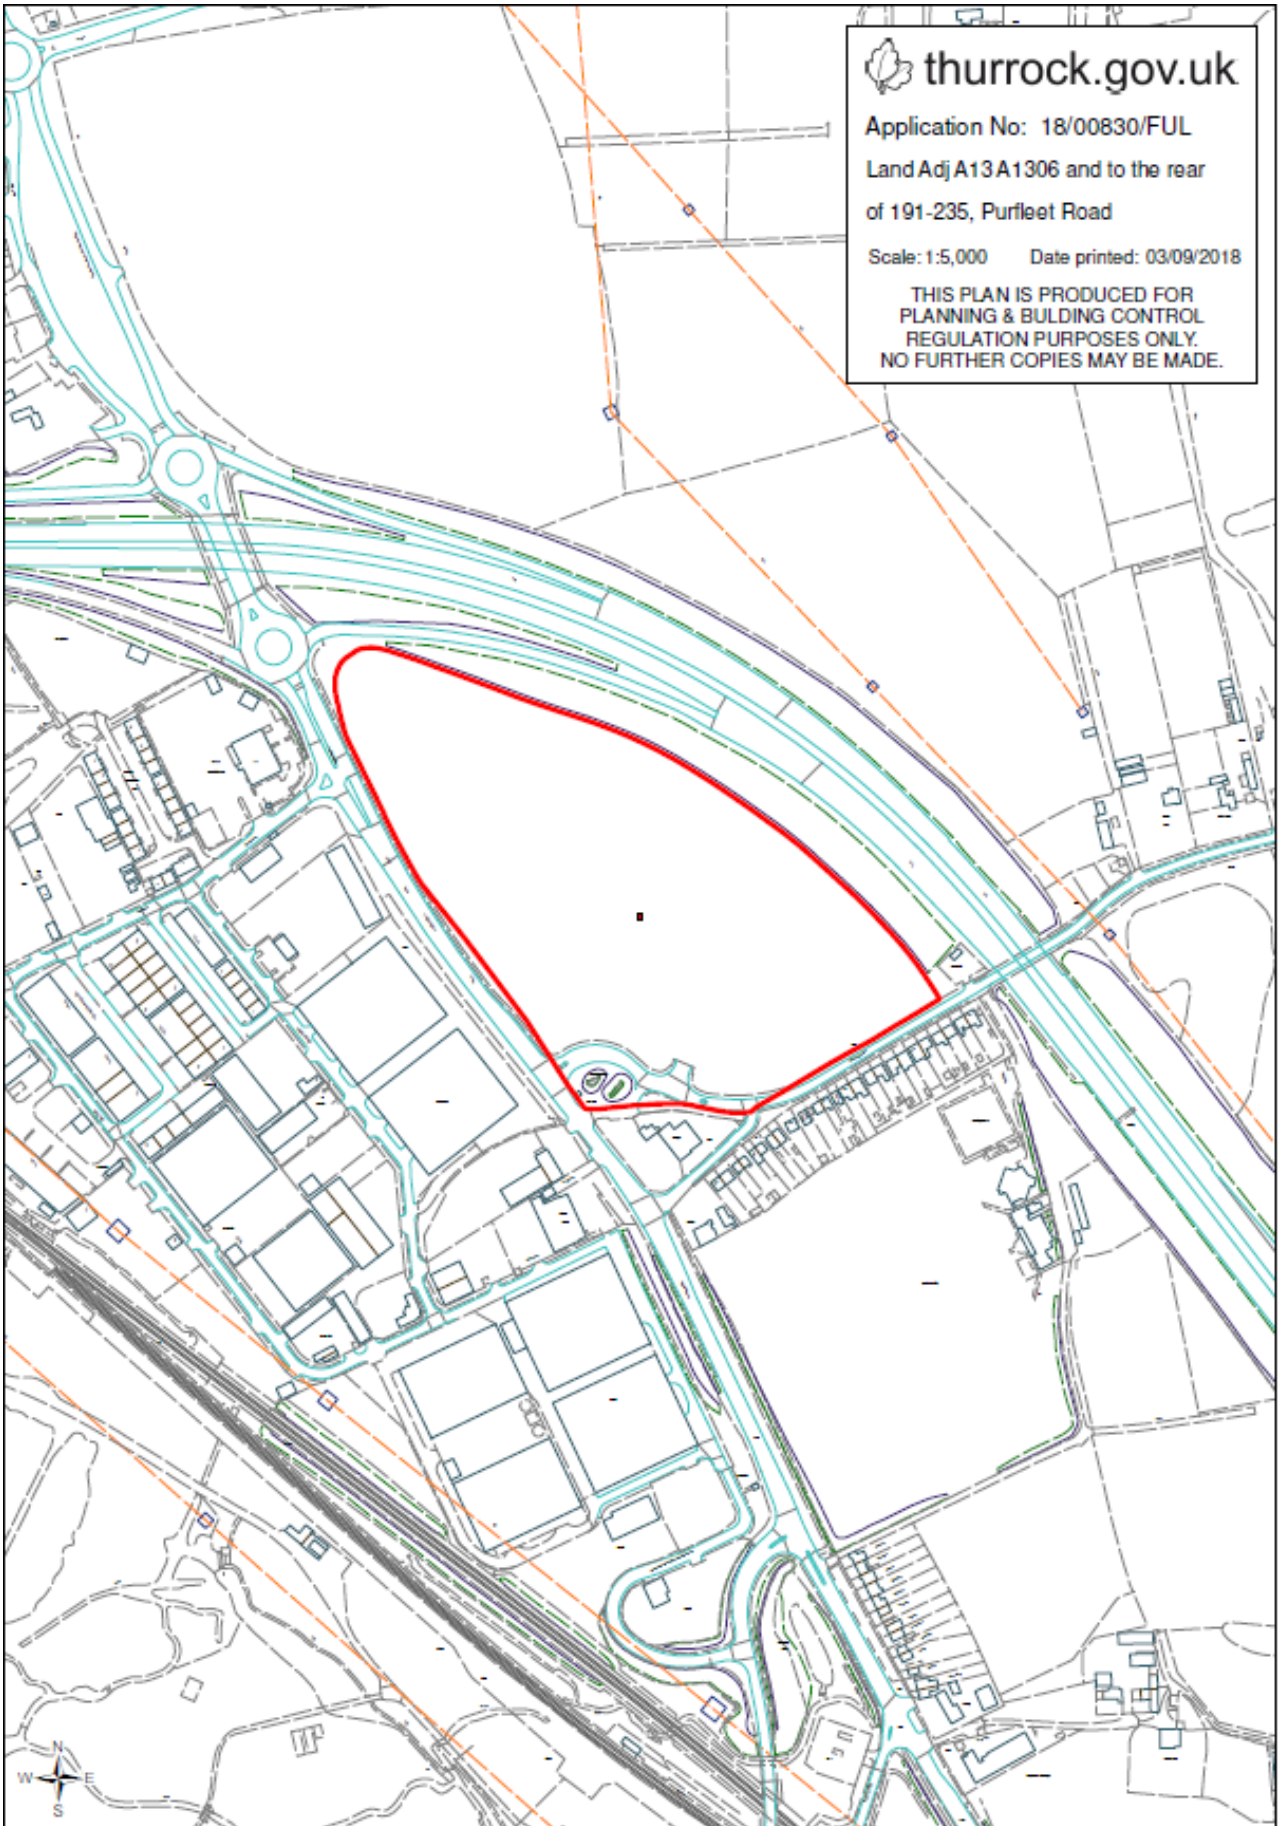 thurrock.gov.uk
Application No: 18/00830/FUL
Land Adj A13 A1306 and to the rear
of 191-235, Purfleet Road
Scale: 1:5,000 Date printed: 03/09/2018
THIS PLAN IS PRODUCED FOR
PLANNING & BULDING CONTROL
REGULATION PURPOSES ONLY.
NO FURTHER COPIES MAY BE MADE.
N
W E
S